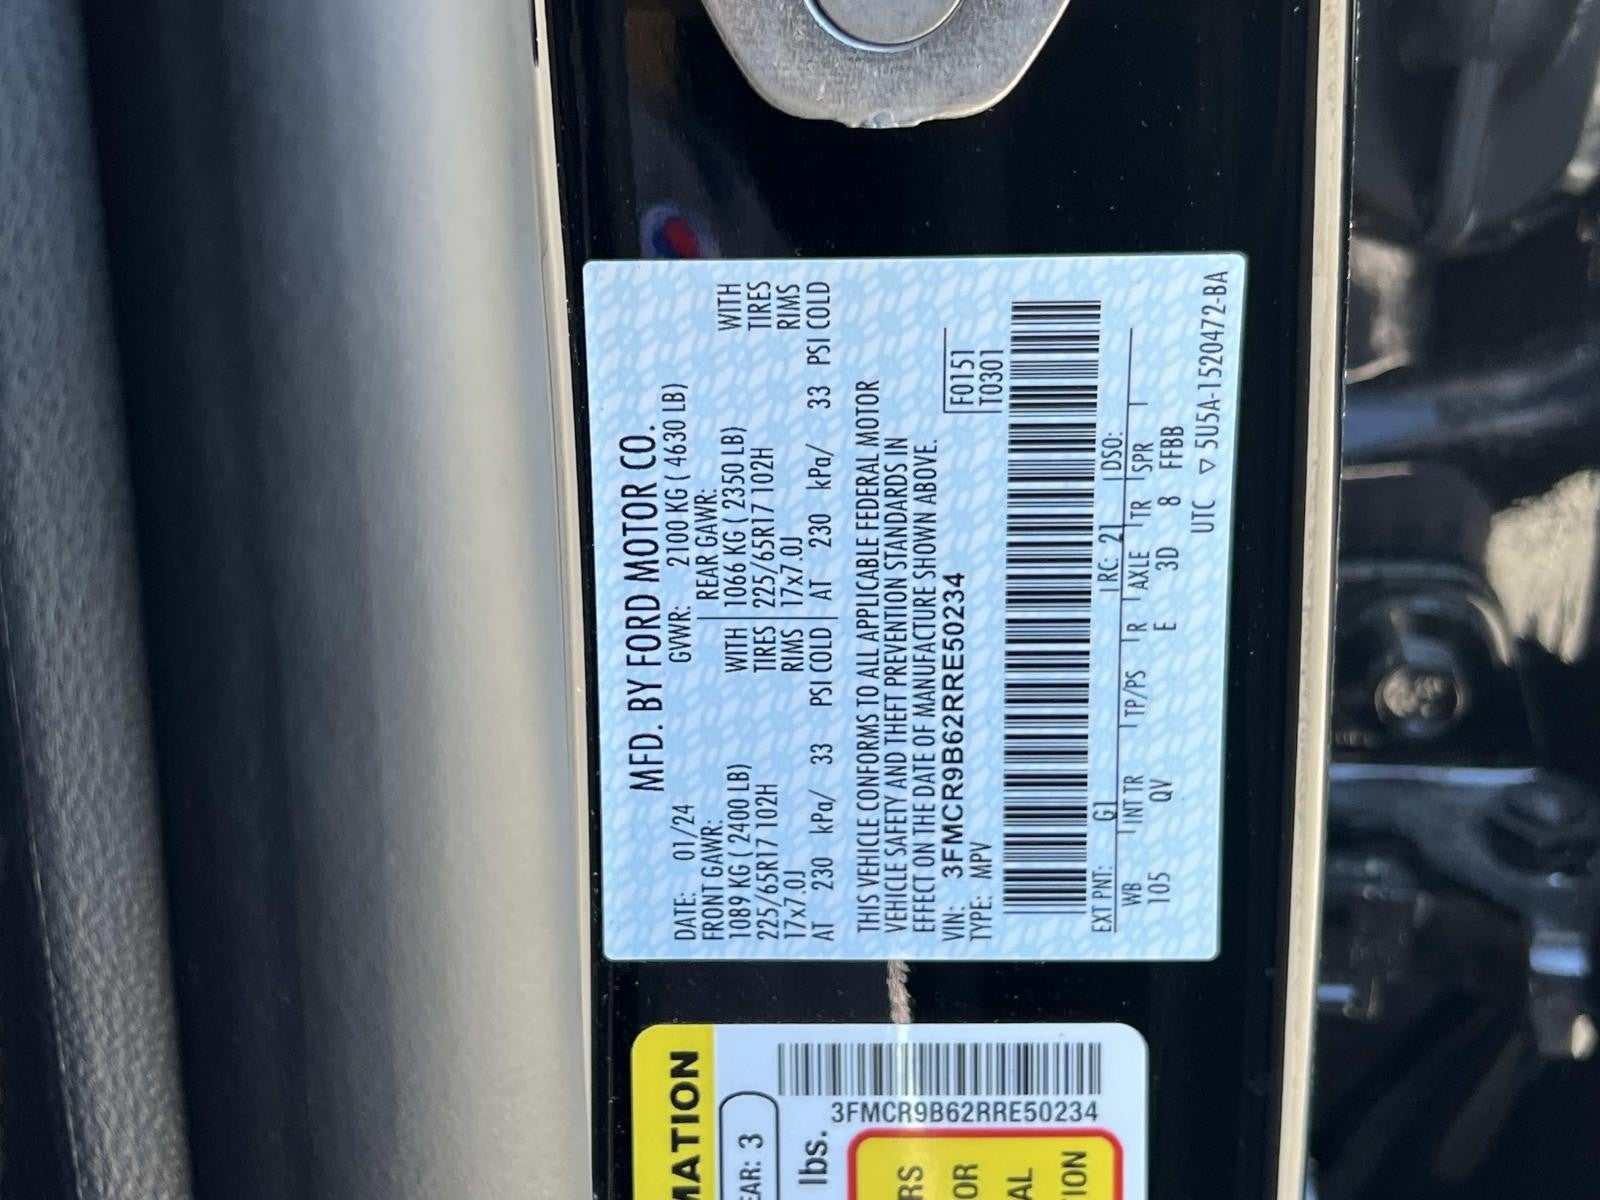 MFD. BY FORD MOTOR CO.
DATE: 01/24 GVWR: 2100 KG ( 4630 LB)
FRONT GAWR: REAR GAWR:
1089 KG ( 2400 LB) WITH 1066 KG ( 2350 LB) WITH
225/65R17 102H TIRES 225/65R17 102H TIRES
17x7.0J RIMS 17x7.0J RIMS
AT 230 kPa/ 33 PSI COLD AT 230 kPa/ 33 PSI COLD
THIS VEHICLE CONFORMS TO ALL APPLICABLE FEDERAL MOTOR
VEHICLE SAFETY AND THEFT PREVENTION STANDARDS IN
EFFECT ON THE DATE OF MANUFACTURE SHOWN ABOVE.
VIN: 3FMCR9B62RRE50234 F0151
TYPE: MPV T0301
EXT PNT: G1 RC: 21 DSO:
WB INT TR TP/PS R AXLE TR SPR
105 QV E 3D 8 FFBB
UTC ▽ 5U5A-1520472-BA
MATION
EAR: 3
lbs.
3FMCR9B62RRE50234
RS
OR
AL
ION